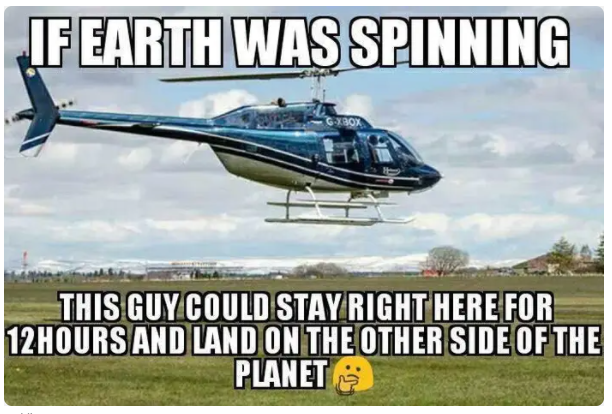 IF EARTH WAS SPINNING
G-XBOX
THIS GUY COULD STAY RIGHT HERE FOR
12HOURS AND LAND ON THE OTHER SIDE OF THE
PLANET🤔